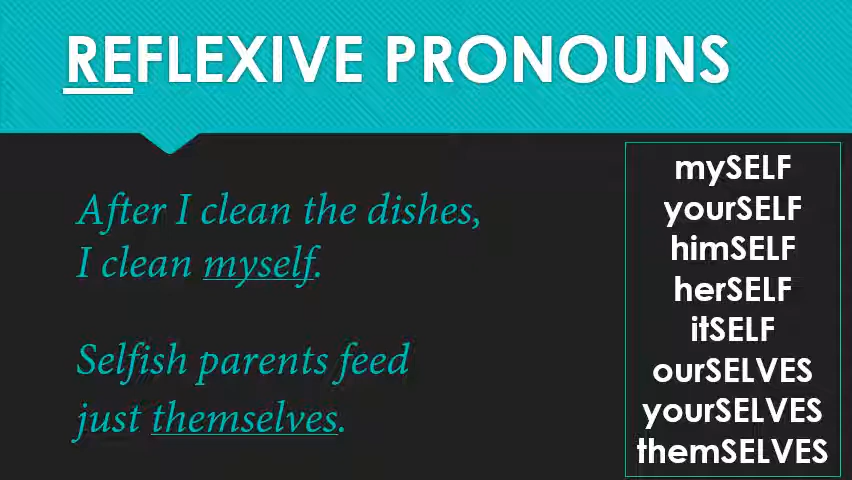 REFLEXIVE PRONOUNS
After I clean the dishes,
I clean myself.
Selfish parents feed
just themselves.
mySELF
yourSELF
himSELF
herSELF
itSELF
ourSELVES
yourSELVES
themSELVES